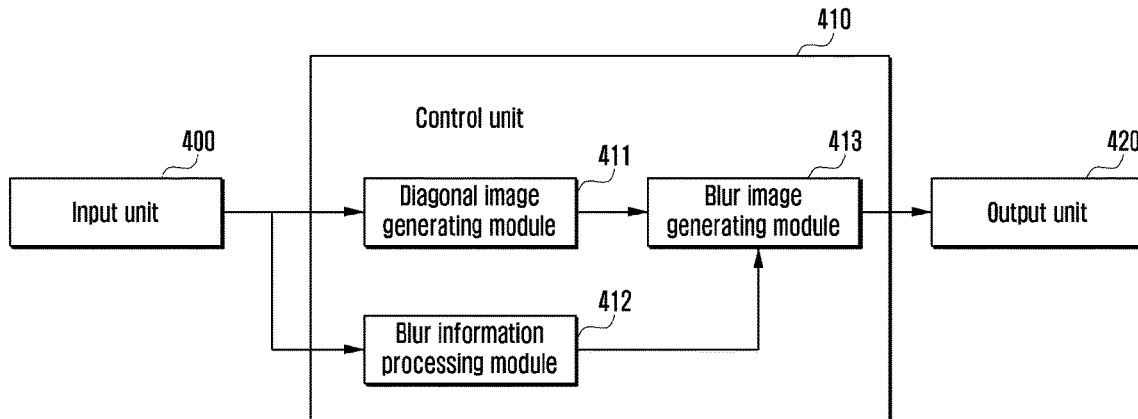 410
Control unit
400
Input unit
411
Diagonal image
generating module
413
Blur image
generating module
420
Output unit
412
Blur information
processing module